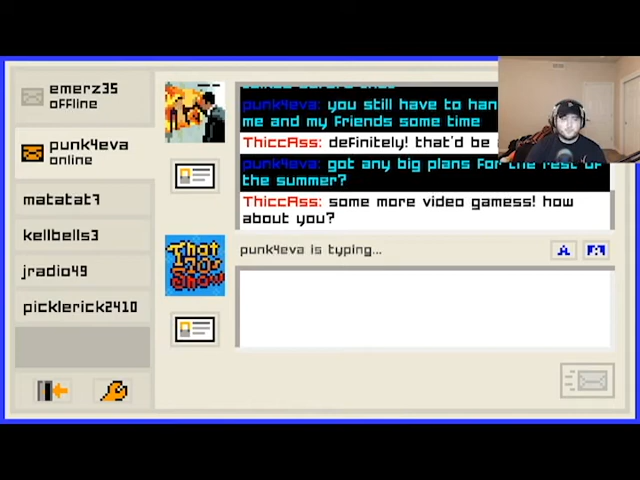 emerz35
offline
punk4eva
online
matatat7
kellbells3
jradio49
picklerick2410
punk4eva: you still have to han
me and my friends some time
ThiccAss: definitely! that'd be
punk4eva: got any big plans for the rest of
the summer?
ThiccAss: some more video gamess! how
about you?
That
70s
Show
punk4eva is typing...
A